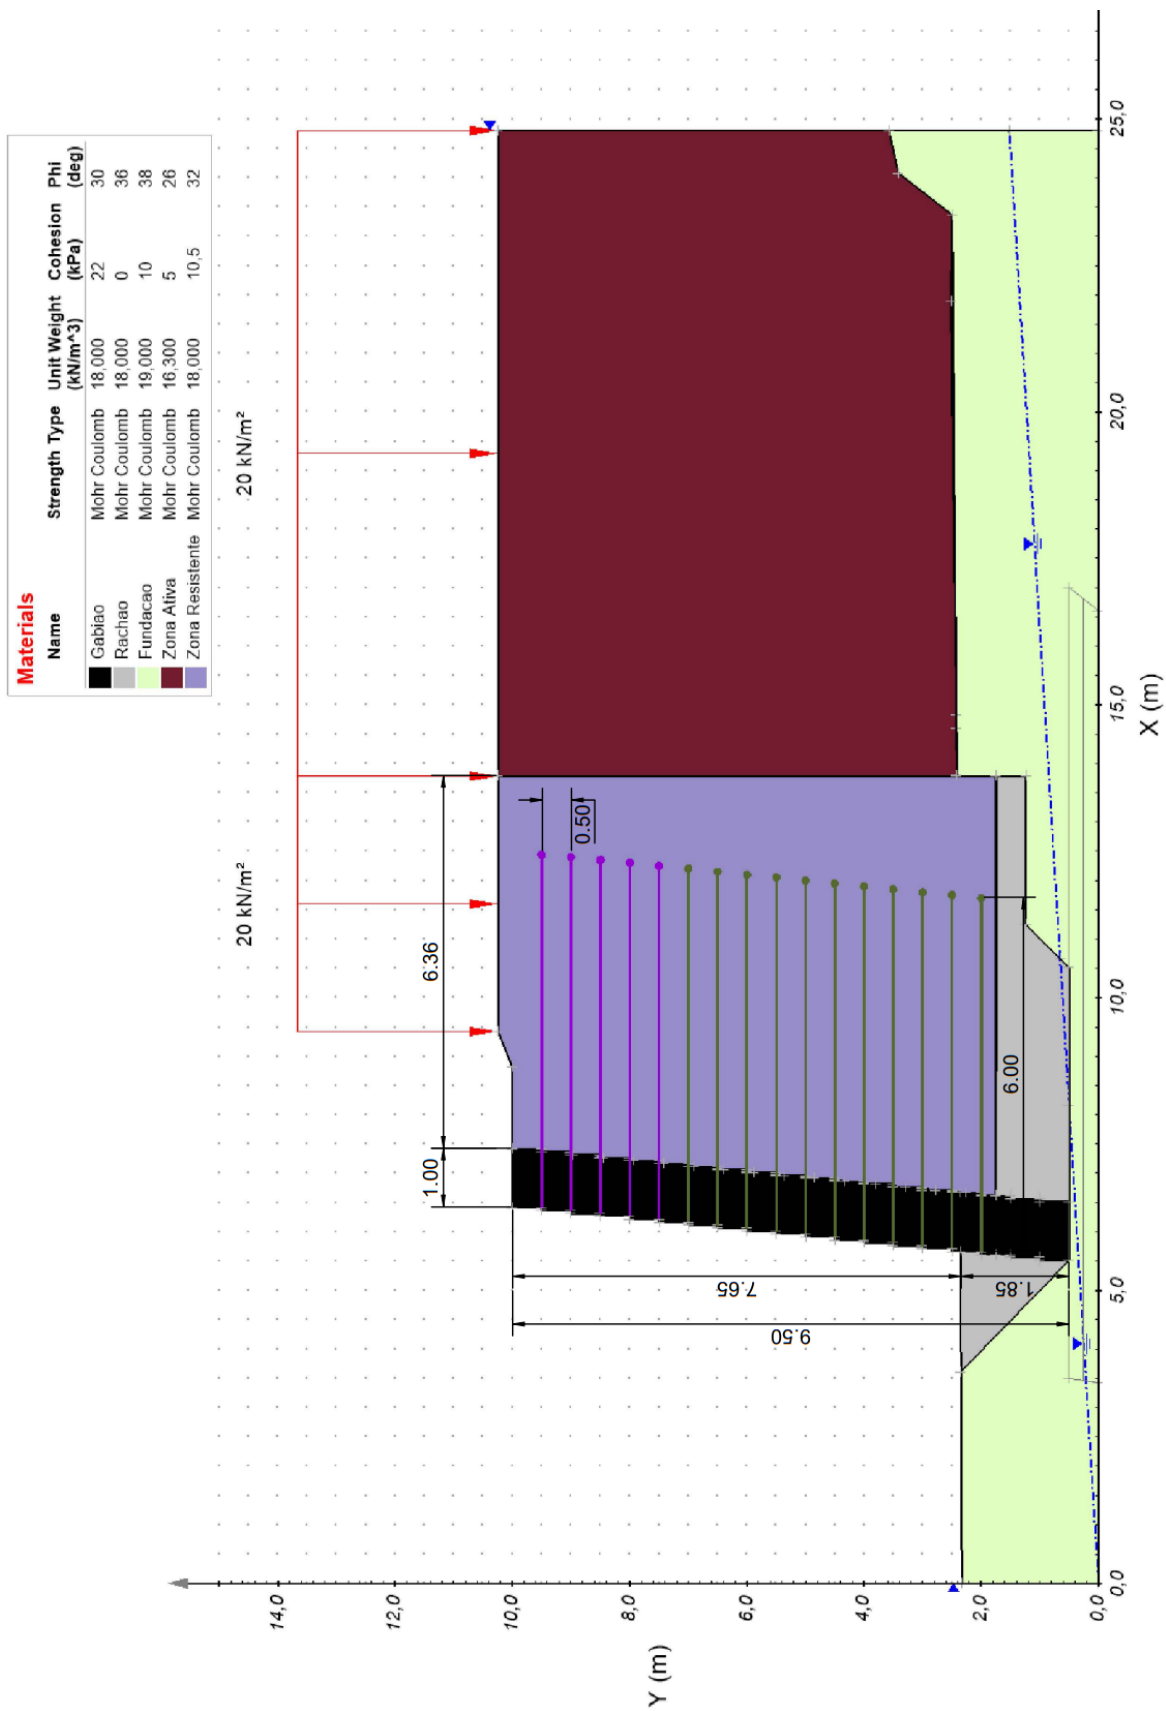 Materials
Name Strength Type Unit Weight (kN/m^3) Cohesion (kPa) Phi (deg)
Gabiao Mohr Coulomb 18,000 22 30
Rachao Mohr Coulomb 18,000 0 36
Fundacao Mohr Coulomb 19,000 10 38
Zona Ativa Mohr Coulomb 16,300 5 26
Zona Resistente Mohr Coulomb 18,000 10,5 32
20 kN/m²
20 kN/m²
1.00
6.36
0.50
7.65
1.85
9.50
6.00
14,0
12,0
10,0
8,0
6,0
4,0
2,0
0,0
Y (m)
0,0
5,0
10,0
15,0
20,0
25,0
X (m)